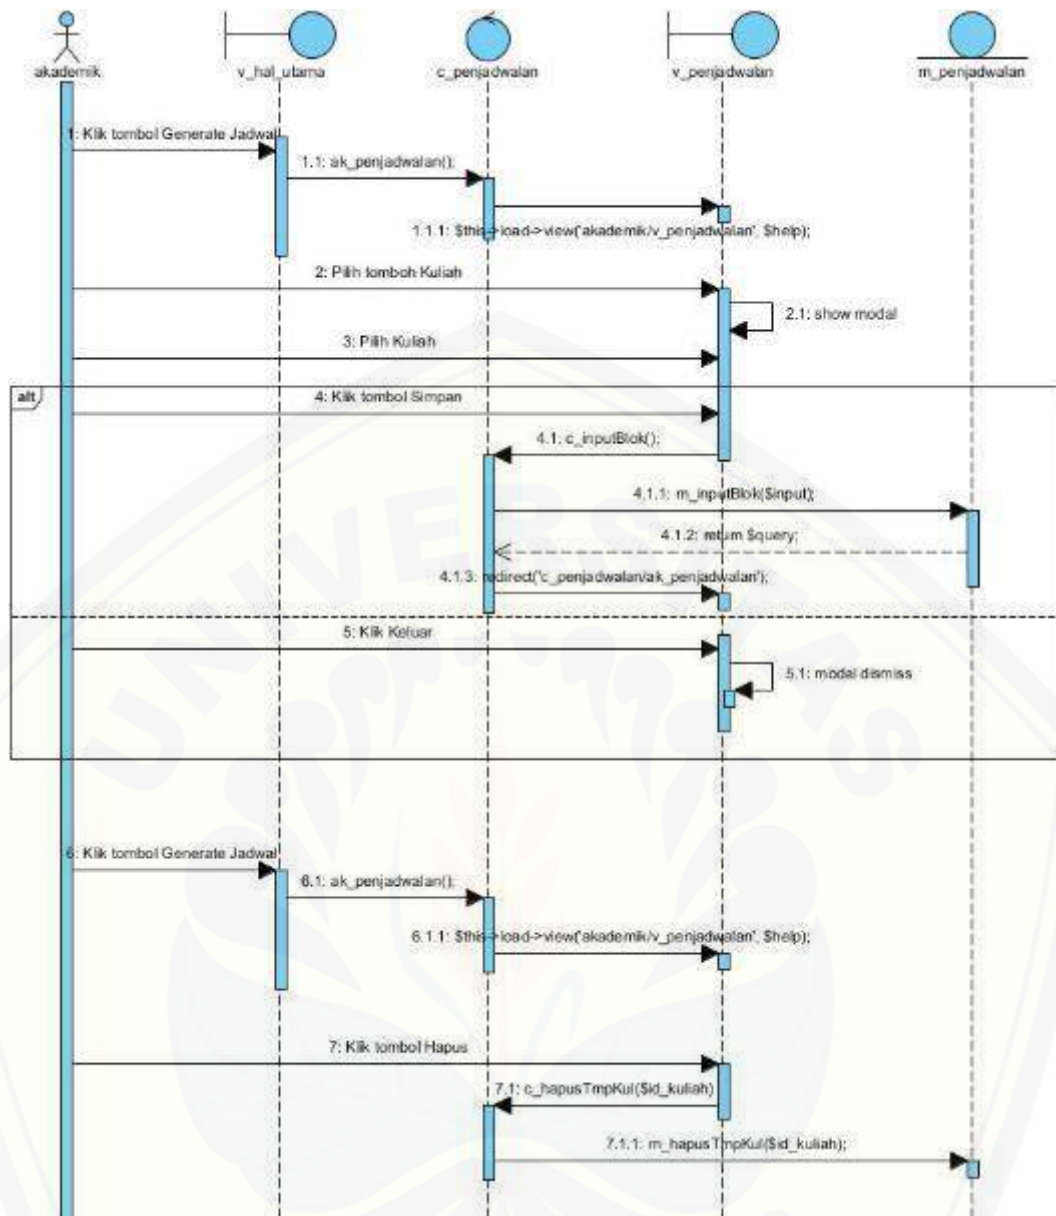 akademik
v_hal_utama
c_penjadwalan
v_penjadwalan
m_penjadwalan
1: Klik tombol Generate Jadwal
1.1: ak_penjadwalan();
1.1.1: $this->load->view('akademik/v_penjadwalan', $help);
2: Pilih tomboh Kuliah
2.1: show modal
3: Pilih Kuliah
alt
4: Klik tombol Simpan
4.1: c_inputBlok();
4.1.1: m_inputBlok($input);
4.1.2: return $query;
4.1.3: redirect('c_penjadwalan/ak_penjadwalan');
5: Klik Keluar
5.1: modal dismiss
6: Klik tombol Generate Jadwal
6.1: ak_penjadwalan();
6.1.1: $this->load->view('akademik/v_penjadwalan', $help);
7: Klik tombol Hapus
7.1: c_hapusTmpKul($id_kuliah)
7.1.1: m_hapusTmpKul($id_kuliah);
UNIVERSITAS